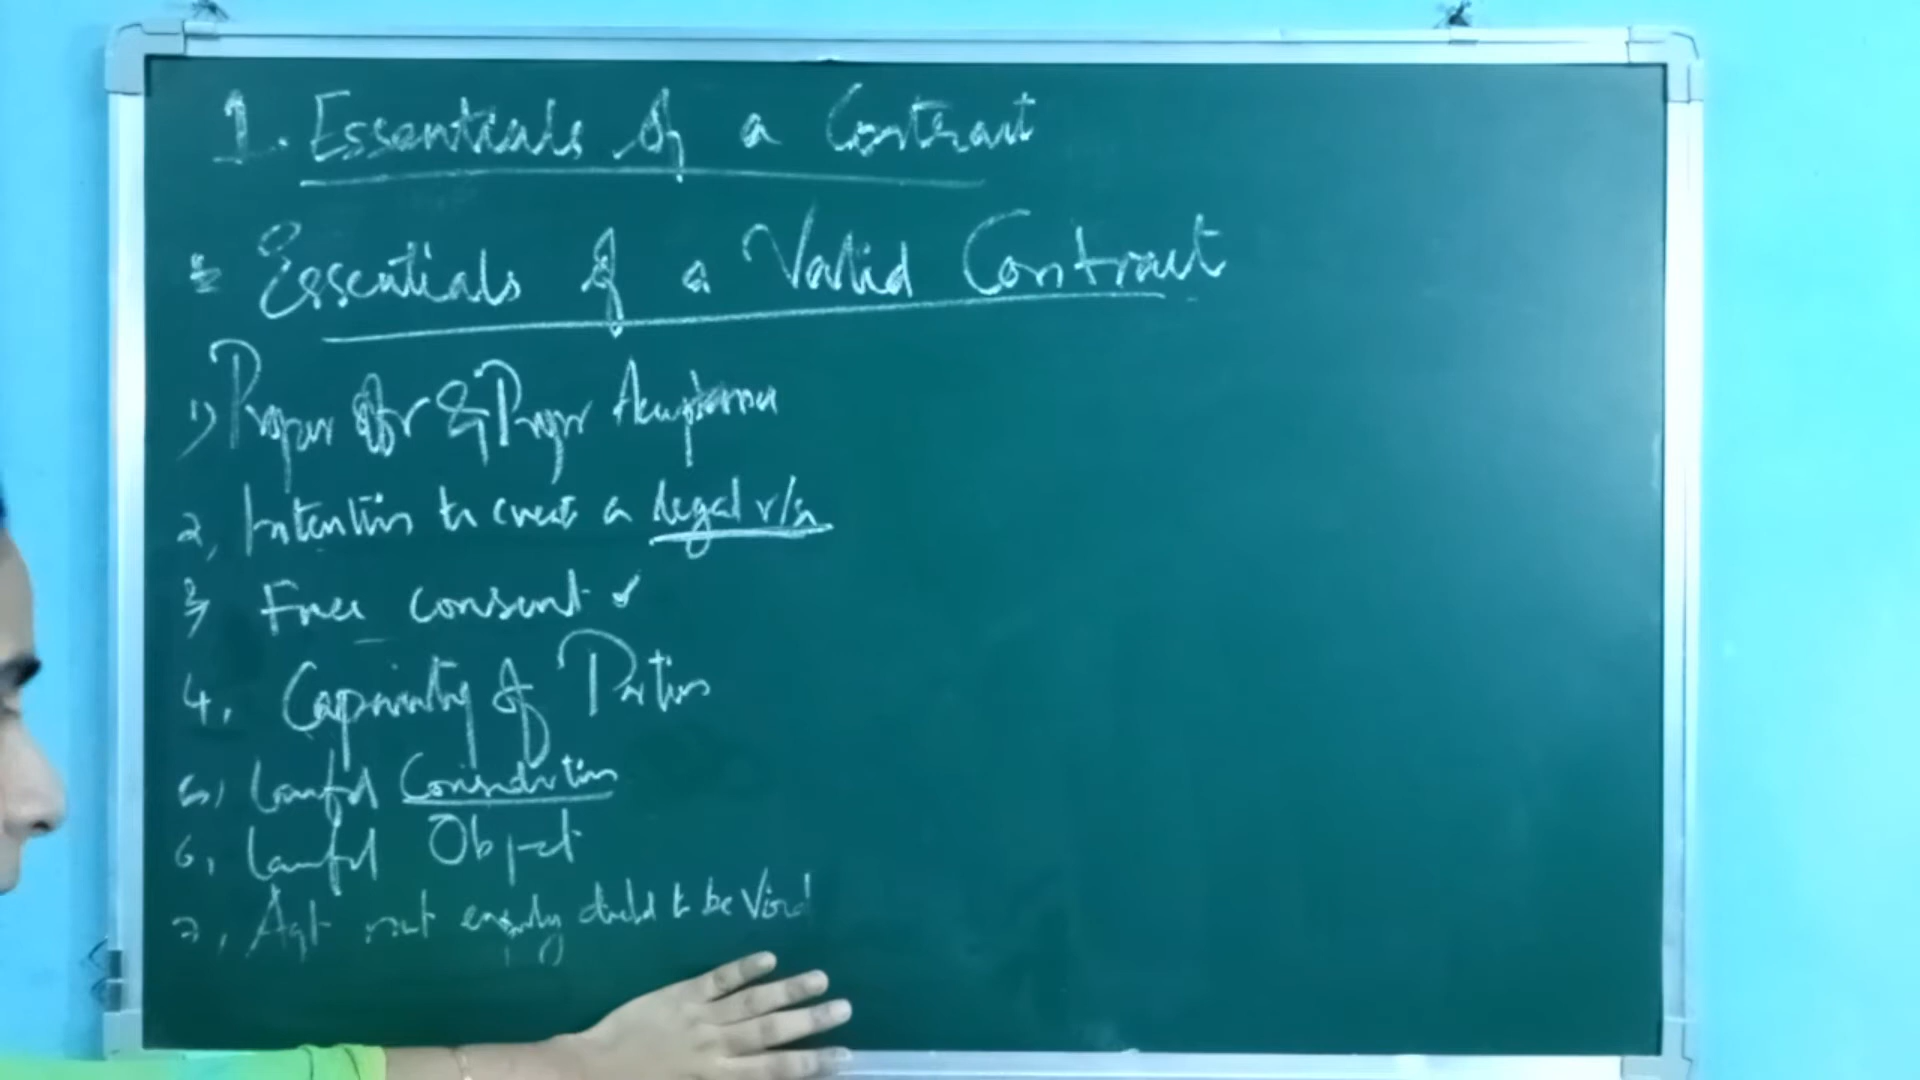 1. Essentials of a Contract
2 Essentials of a Valid Contract
1) Proper offer & Proper Acceptance
2, Intention to creat a legal r/s
3, Free consent ✓
4, Capacity of Parties
5, Lawful Consideration
6, Lawful Object
7, Agt not expressly declared to be Void